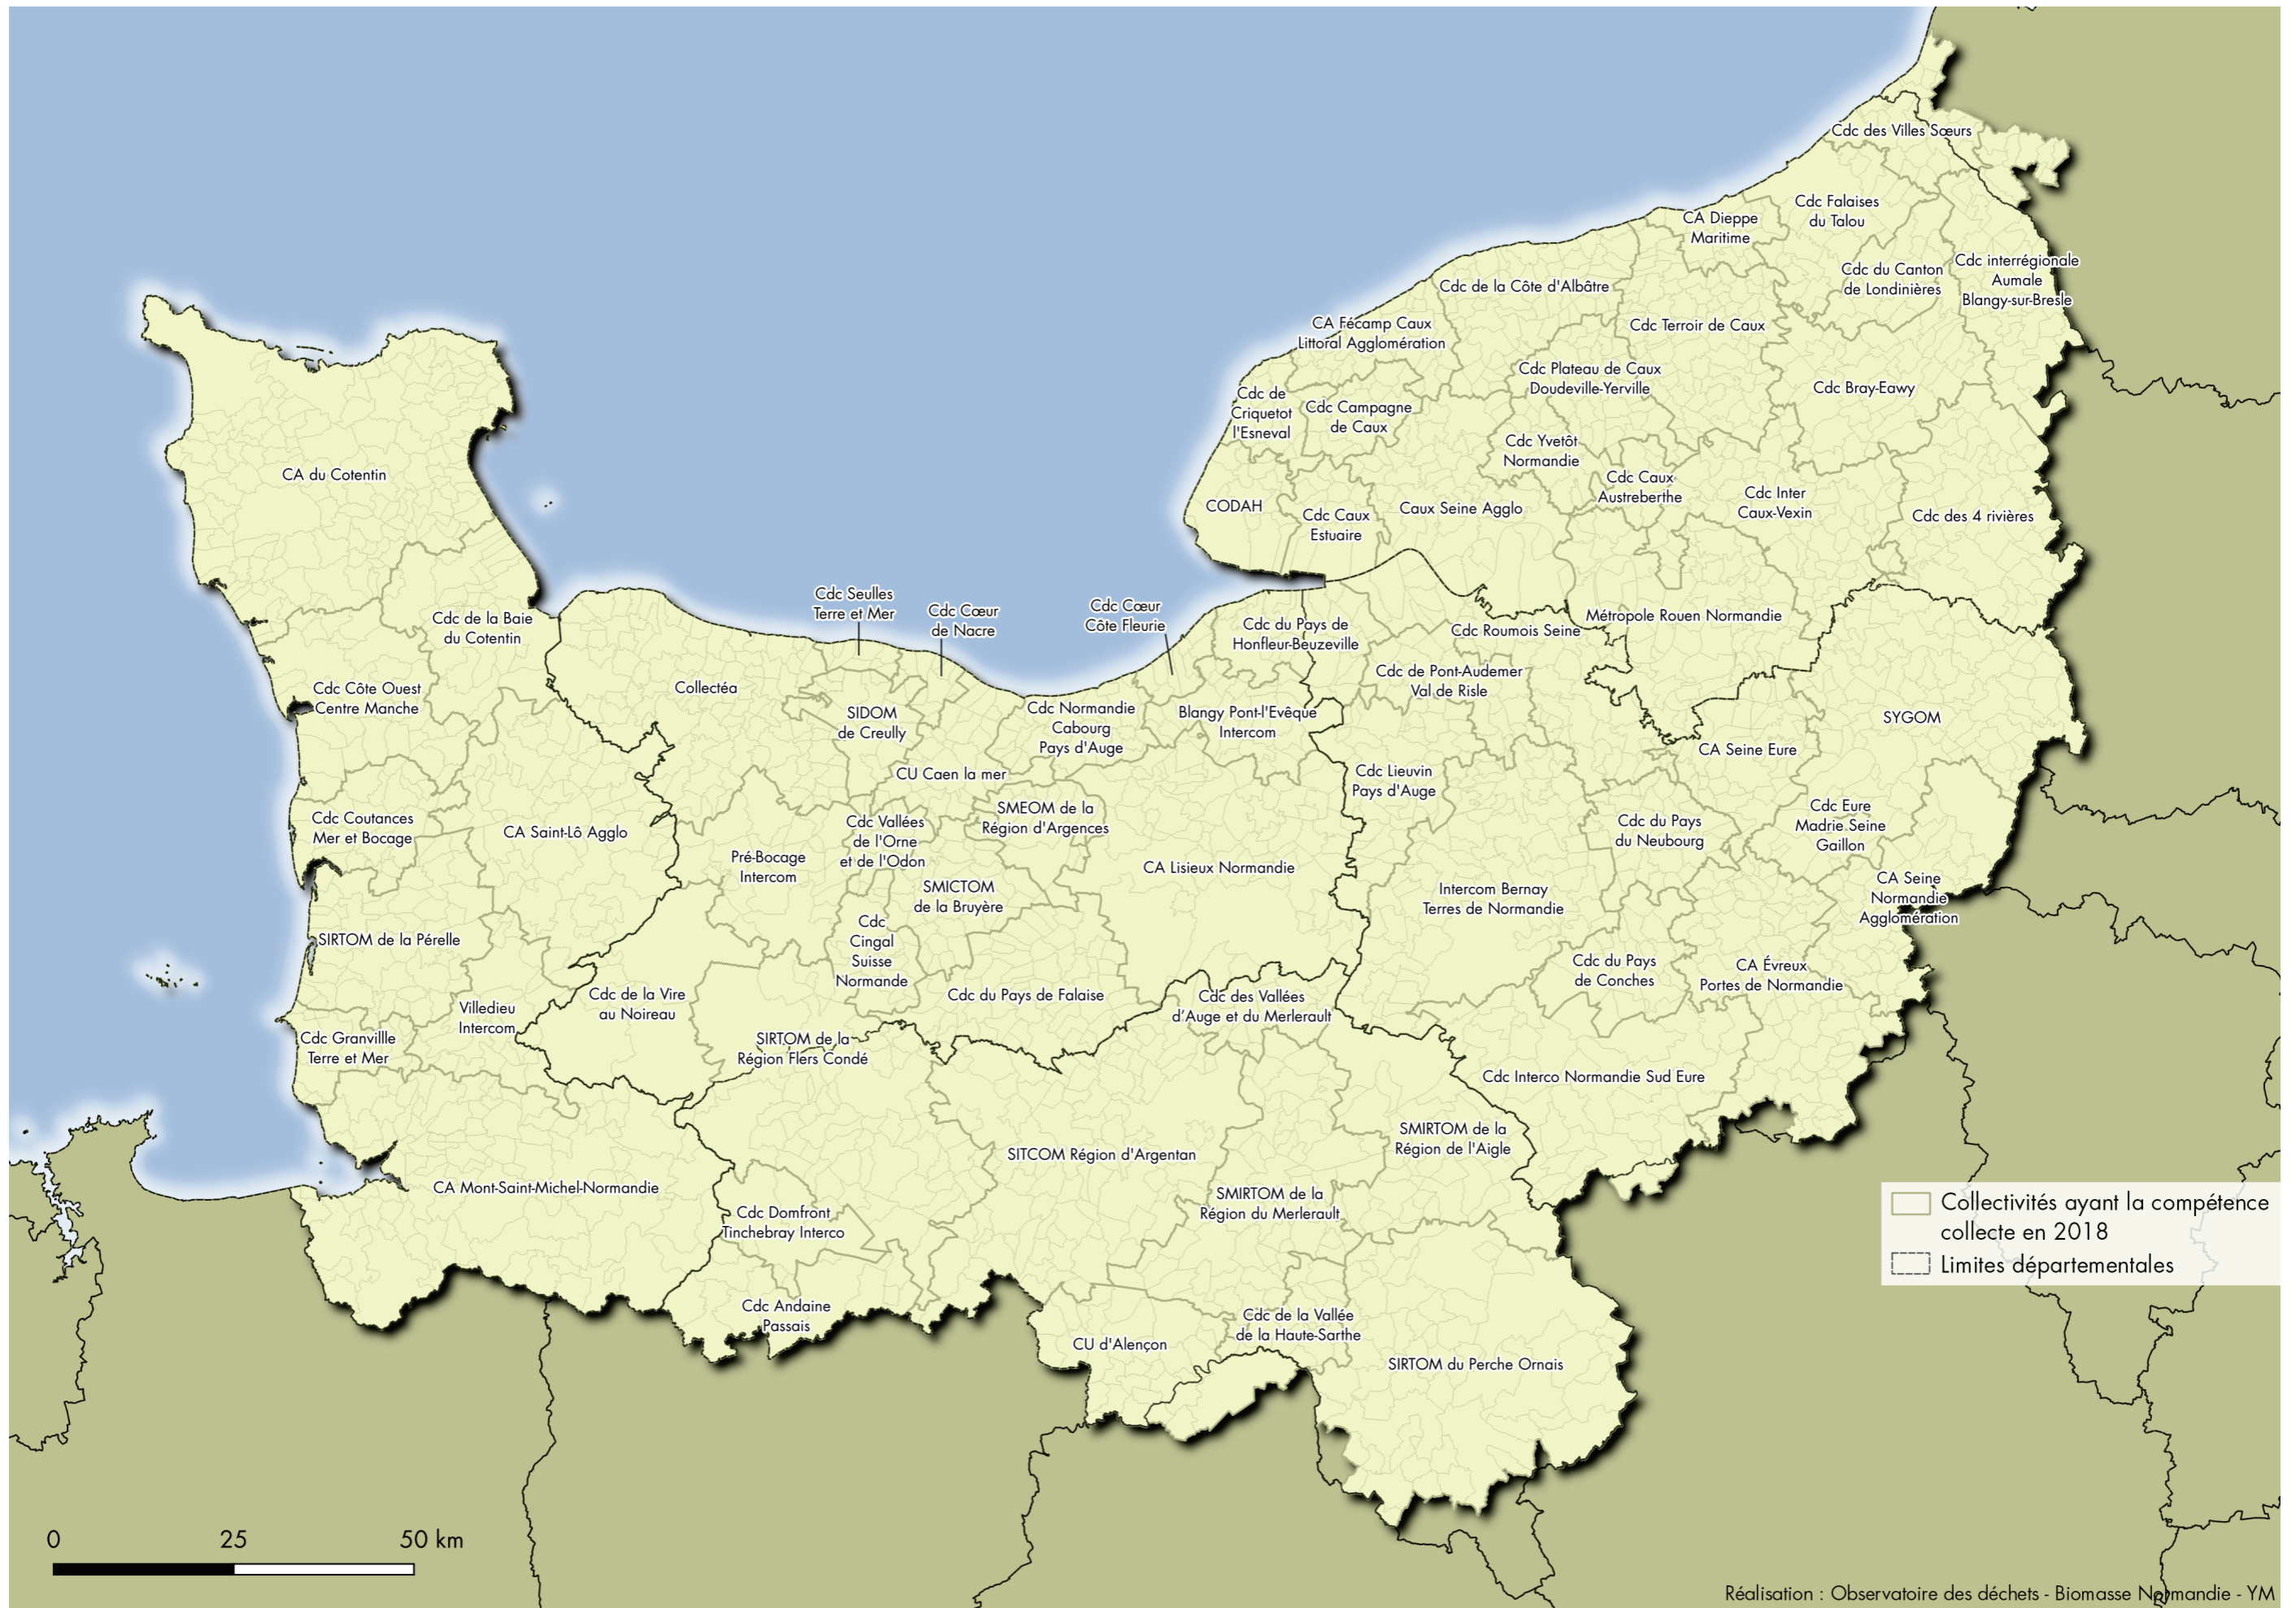 Cdc des Villes Sœurs
Cdc Falaises
du Talou
CA Dieppe
Maritime
Cdc du Canton
de Londinières
Cdc interrégionale
Aumale
Blangy-sur-Bresle
Cdc de la Côte d'Albâtre
CA Fécamp Caux
Littoral Agglomération
Cdc Terroir de Caux
Cdc Plateau de Caux
Doudeville-Yerville
Cdc Bray-Eawy
Cdc de
Criquetot
l'Esneval
Cdc Campagne
de Caux
Cdc Yvetôt
Normandie
Cdc Caux
Austreberthe
Cdc Inter
Caux-Vexin
Cdc des 4 rivières
CODAH
Cdc Caux
Estuaire
Caux Seine Agglo
CA du Cotentin
Cdc de la Baie
du Cotentin
Cdc Seulles
Terre et Mer
Cdc Cœur
de Nacre
Cdc Cœur
Côte Fleurie
Cdc du Pays de
Honfleur-Beuzeville
Cdc Roumois Seine
Métropole Rouen Normandie
Cdc de Pont-Audemer
Val de Risle
Cdc Côte Ouest
Centre Manche
Collectéa
SIDOM
de Creully
Cdc Normandie
Cabourg
Pays d'Auge
Blangy Pont-l'Evêque
Intercom
SYGOM
CA Seine Eure
CU Caen la mer
Cdc Lieuvin
Pays d'Auge
Cdc Coutances
Mer et Bocage
CA Saint-Lô Agglo
Cdc Vallées
de l'Orne
et de l'Odon
SMEOM de la
Région d'Argences
Cdc du Pays
du Neubourg
Cdc Eure
Madrie Seine
Gaillon
Pré-Bocage
Intercom
CA Lisieux Normandie
SMICTOM
de la Bruyère
Intercom Bernay
Terres de Normandie
CA Seine
Normandie
Agglomération
SIRTOM de la Pérelle
Cdc
Cingal
Suisse
Normande
Cdc du Pays
de Conches
CA Évreux
Portes de Normandie
Villedieu
Intercom
Cdc de la Vire
au Noireau
Cdc du Pays de Falaise
Cdc des Vallées
d'Auge et du Merlerault
Cdc Granvillle
Terre et Mer
SIRTOM de la
Région Flers Condé
Cdc Interco Normandie Sud Eure
SITCOM Région d'Argentan
SMIRTOM de la
Région de l'Aigle
CA Mont-Saint-Michel-Normandie
SMIRTOM de la
Région du Merlerault
Cdc Domfront
Tinchebray Interco
Cdc Andaine
Passais
CU d'Alençon
Cdc de la Vallée
de la Haute-Sarthe
SIRTOM du Perche Ornais
Collectivités ayant la compétence
collecte en 2018
Limites départementales
0 25 50 km
Réalisation : Observatoire des déchets - Biomasse Normandie - YM